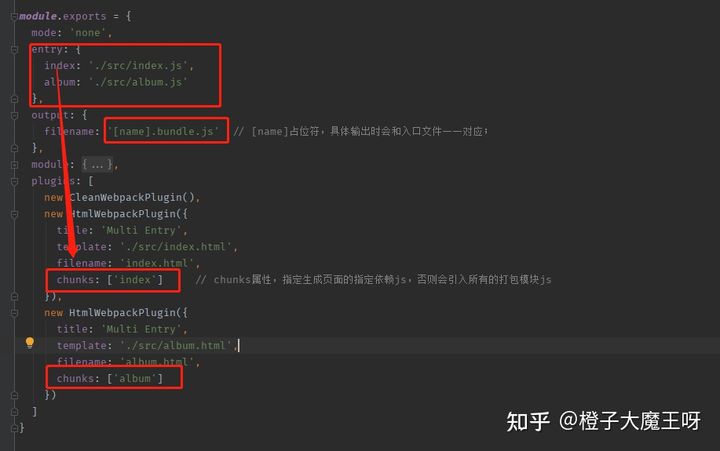 module.exports = {
mode: 'none',
entry: {
index: './src/index.js',
album: './src/album.js'
},
output: {
filename: '[name].bundle.js' // [name]占位符，具体输出时会和入口文件一一对应；
},
module: {...},
plugins: [
new CleanWebpackPlugin(),
new HtmlWebpackPlugin({
title: 'Multi Entry',
template: './src/index.html',
filename: 'index.html',
chunks: ['index'] // chunks属性，指定生成页面的指定依赖js，否则会引入所有的打包模块js
}),
new HtmlWebpackPlugin({
title: 'Multi Entry',
template: './src/album.html',
filename: 'album.html',
chunks: ['album']
})
]
}
知乎 @橙子大魔王呀